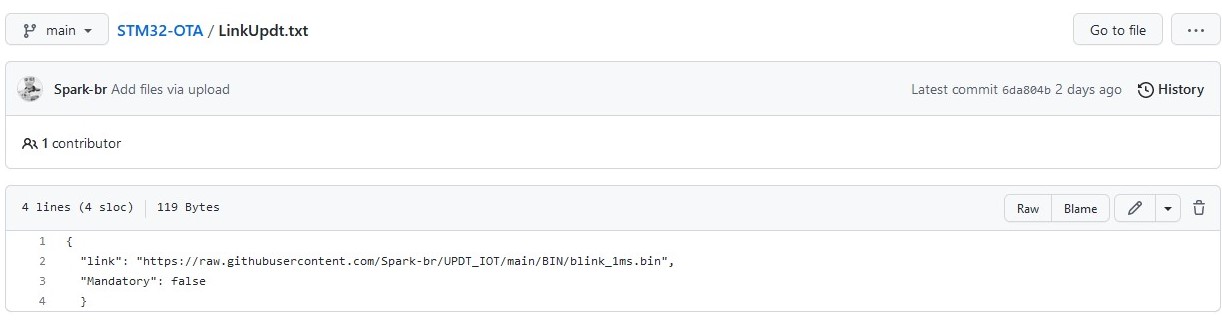 main STM32-OTA / LinkUpdt.txt Go to file ...
Spark-br Add files via upload Latest commit 6da804b 2 days ago History
1 contributor
4 lines (4 sloc) 119 Bytes Raw Blame
1 {
2 "link": "https://raw.githubusercontent.com/Spark-br/UPDT_IOT/main/BIN/blink_1ms.bin",
3 "Mandatory": false
4 }